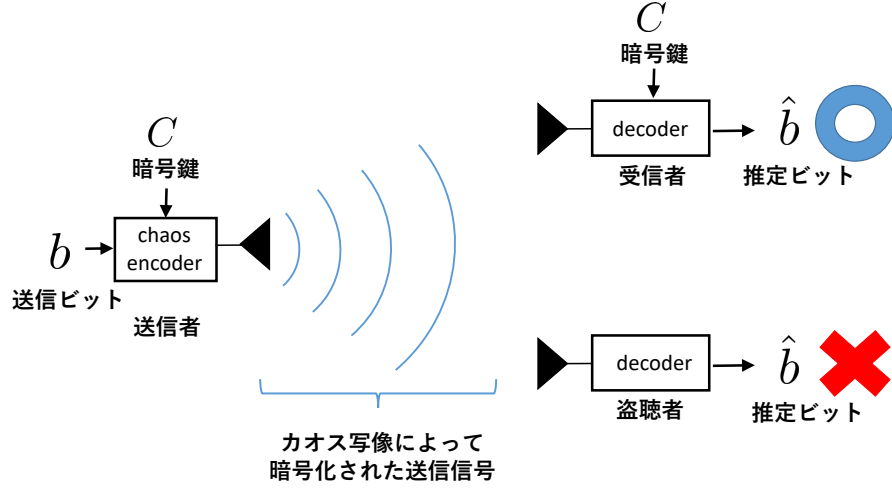 C
暗号鍵
b
送信ビット
chaos
encoder
送信者
カオス写像によって
暗号化された送信信号
C
暗号鍵
decoder
受信者
b̂
推定ビット
decoder
盗聴者
b̂
推定ビット